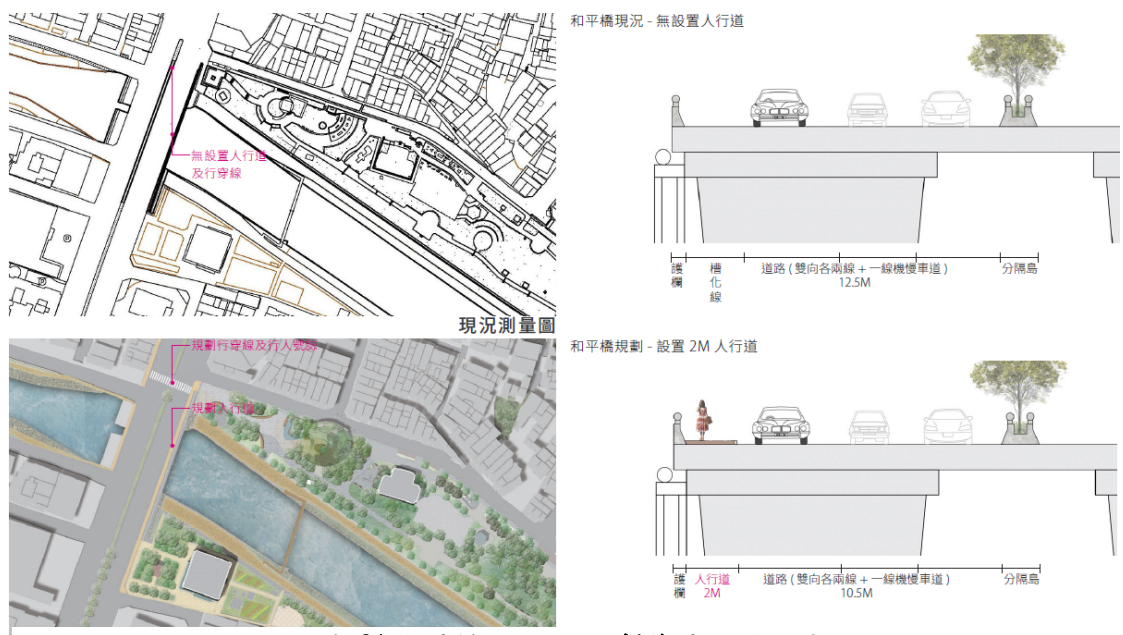 無設置人行道
及行穿線
現況測量圖
規劃行穿線及行人號誌
規劃人行道
和平橋現況 - 無設置人行道
護欄
槽化線
道路 ( 雙向各兩線 + 一線機慢車道 )
12.5M
分隔島
和平橋規劃 - 設置 2M 人行道
護欄
人行道
2M
道路 ( 雙向各兩線 + 一線機慢車道 )
10.5M
分隔島